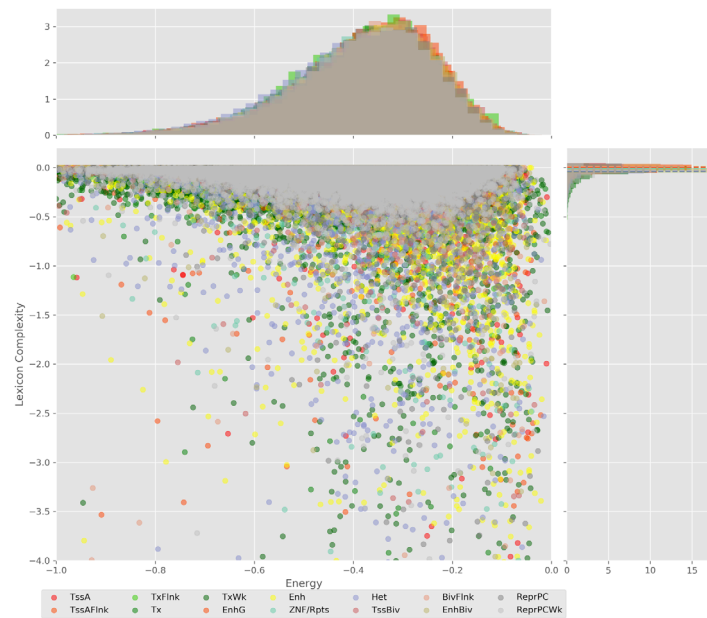 3
2
1
0
0.0
−0.5
−1.0
−1.5
−2.0
−2.5
−3.0
−3.5
−4.0
Lexicon Complexity
−1.0 −0.8 −0.6 −0.4 −0.2 0.0
Energy
0 5 10 15
TssA TxFlnk TxWk Enh Het BivFlnk ReprPC
TssAFlnk Tx EnhG ZNF/Rpts TssBiv EnhBiv ReprPCWk